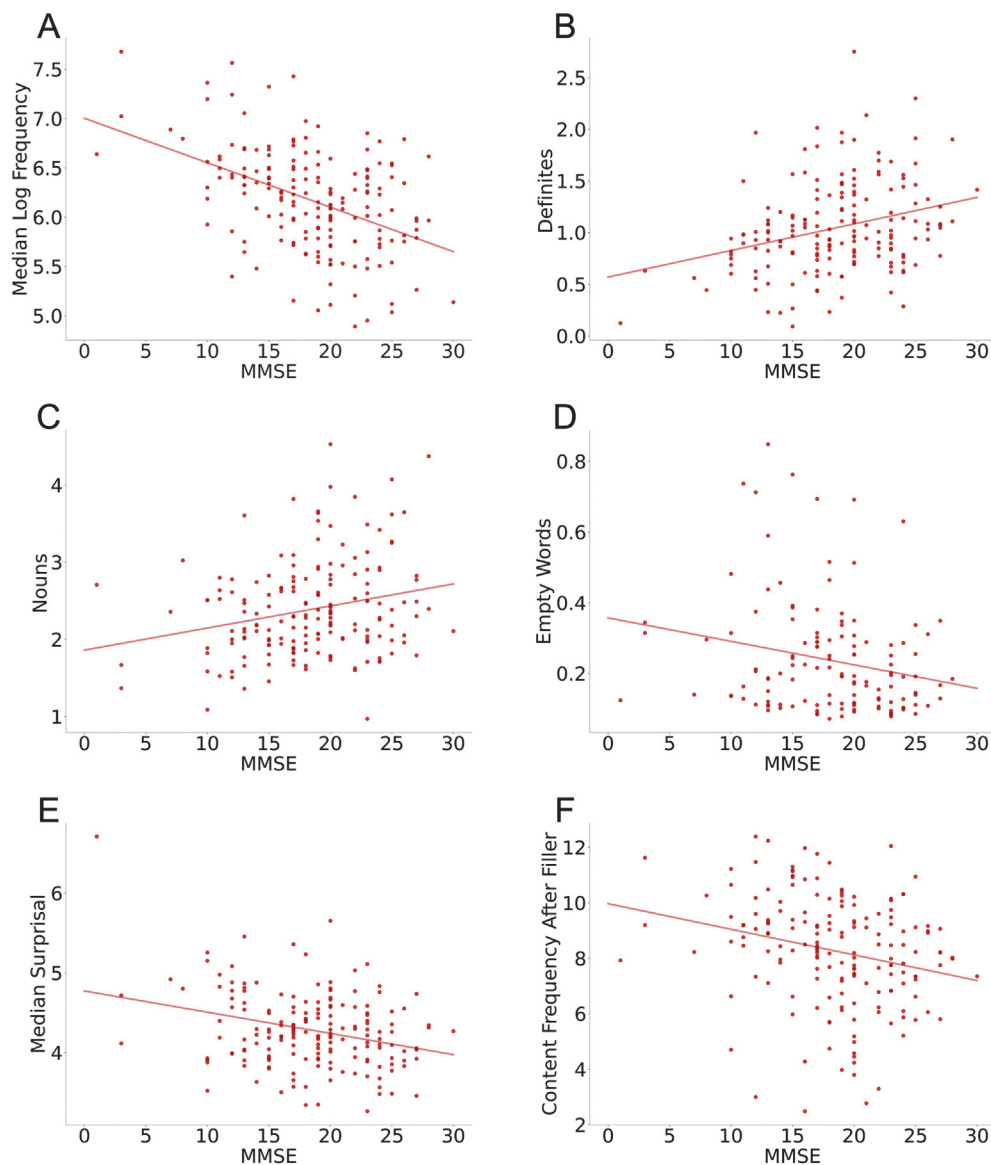 A
Median Log Frequency
7.5
7.0
6.5
6.0
5.5
5.0
0 5 10 15 20 25 30
MMSE
B
Definites
2.5
2.0
1.5
1.0
0.5
0.0
0 5 10 15 20 25 30
MMSE
C
Nouns
4
3
2
1
0 5 10 15 20 25 30
MMSE
D
Empty Words
0.8
0.6
0.4
0.2
0 5 10 15 20 25 30
MMSE
E
Median Surprisal
6
5
4
0 5 10 15 20 25 30
MMSE
F
Content Frequency After Filler
12
10
8
6
4
2
0 5 10 15 20 25 30
MMSE